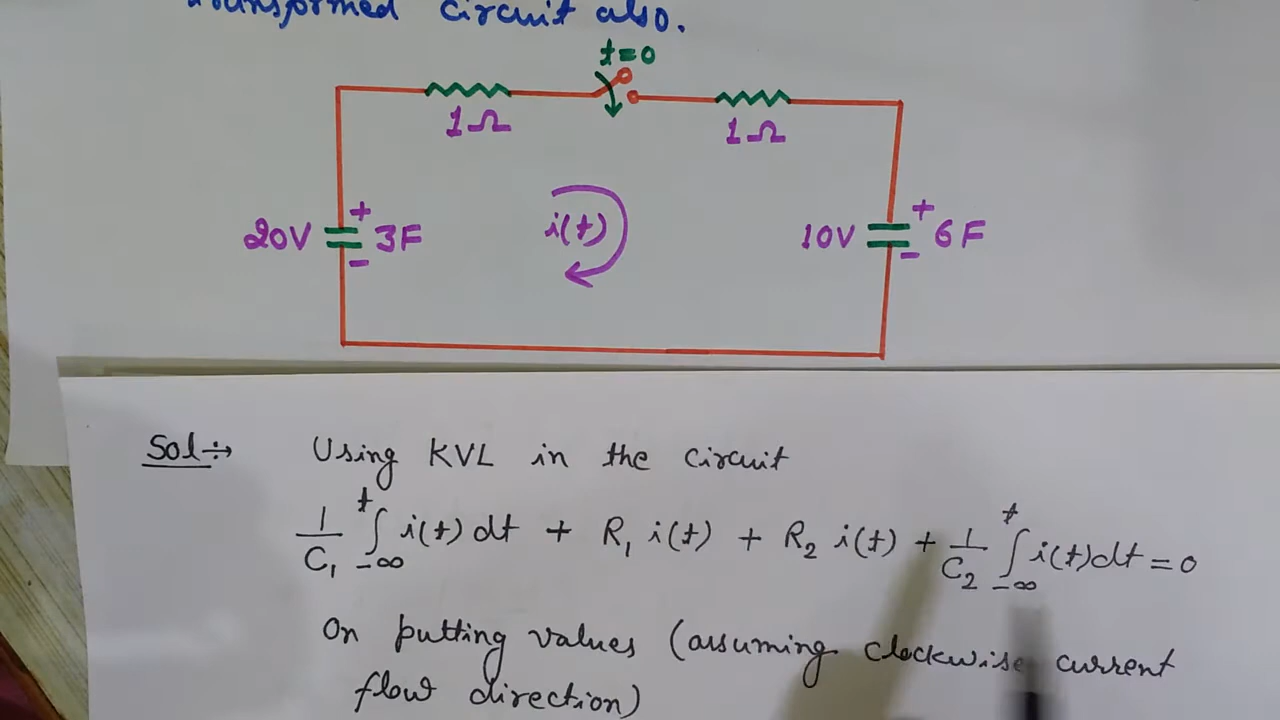 Transformed circuit also.
t=0
1Ω
1Ω
20V + 3F -
i(t)
10V + 6F -
Sol÷ Using KVL in the circuit
1/C₁ ∫_{-∞}^{t} i(t) dt + R₁ i(t) + R₂ i(t) + 1/C₂ ∫_{-∞}^{t} i(t)dt = 0
On putting values (assuming clockwise current
flow direction)